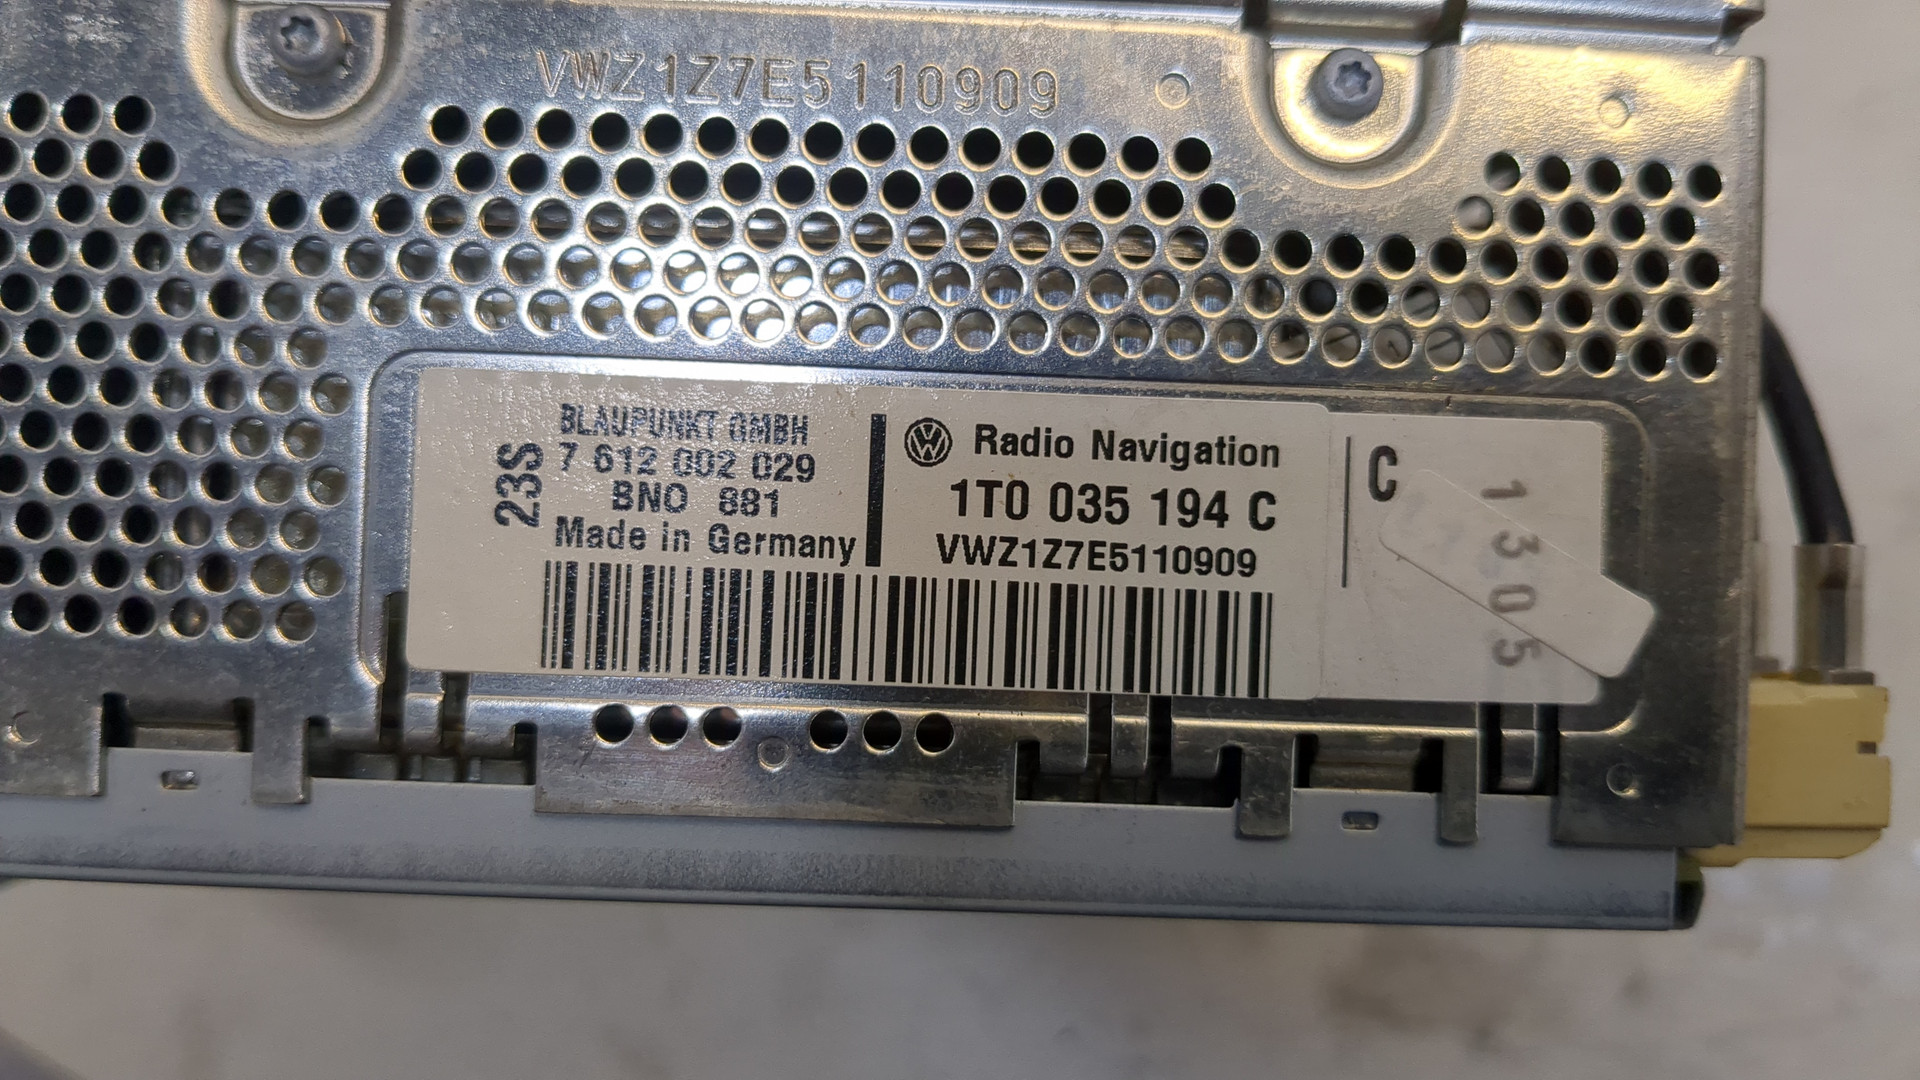 VWZ1Z7E5110909
23S
BLAUPUNKT GMBH
7 612 002 029
BNO 881
Made in Germany
Radio Navigation
1T0 035 194 C
VWZ1Z7E5110909
C
1305